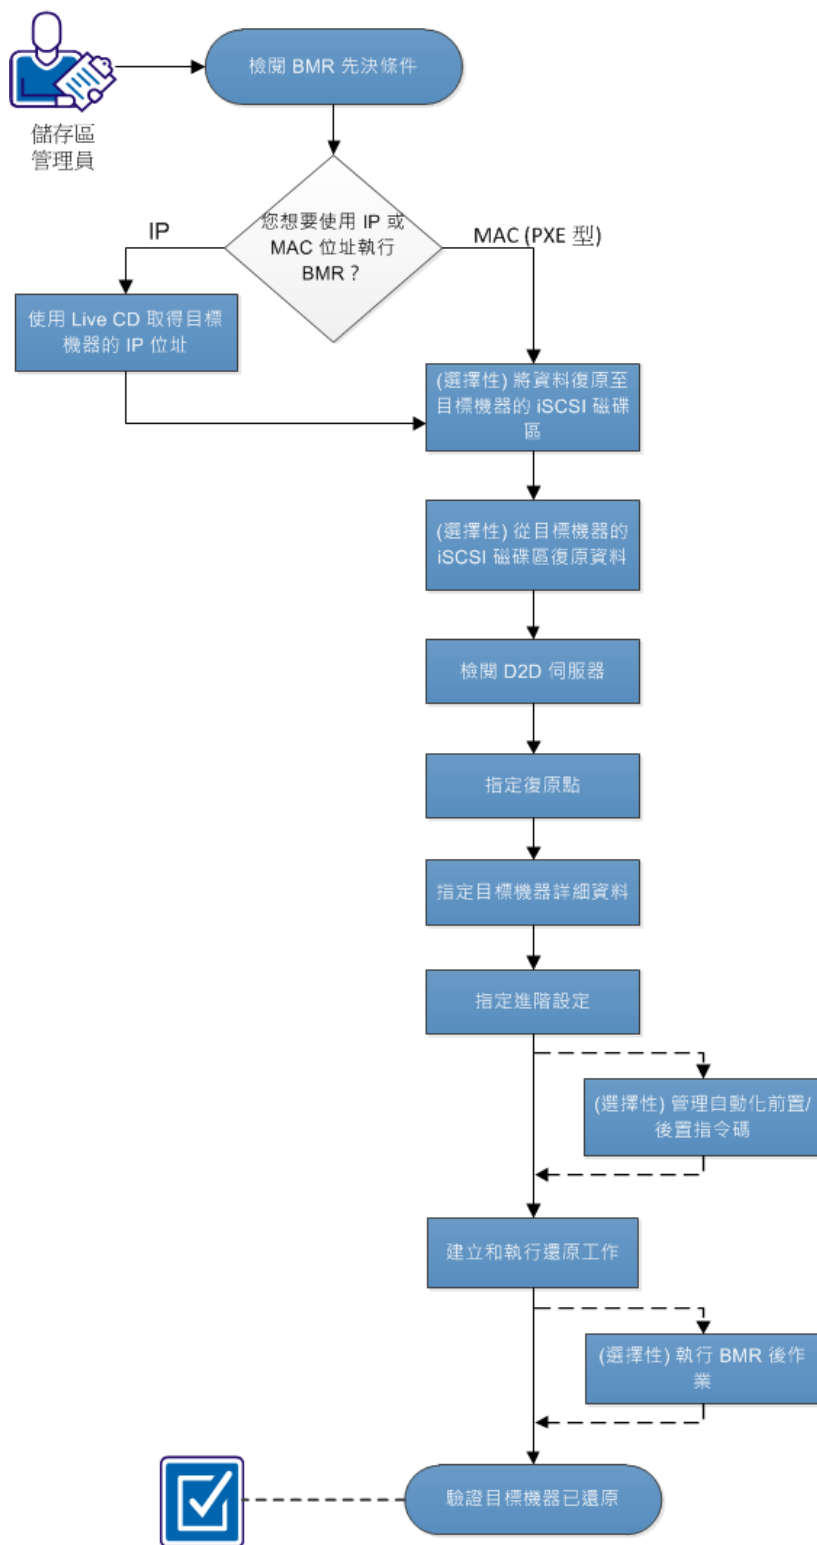 檢閱 BMR 先決條件
儲存區
管理員
您想要使用 IP 或
MAC 位址執行
BMR？
IP
MAC (PXE 型)
使用 Live CD 取得目標
機器的 IP 位址
(選擇性) 將資料復原至
目標機器的 iSCSI 磁碟
區
(選擇性) 從目標機器的
iSCSI 磁碟區復原資料
檢閱 D2D 伺服器
指定復原點
指定目標機器詳細資料
指定進階設定
(選擇性) 管理自動化前置/
後置指令碼
建立和執行還原工作
(選擇性) 執行 BMR 後作
業
驗證目標機器已還原